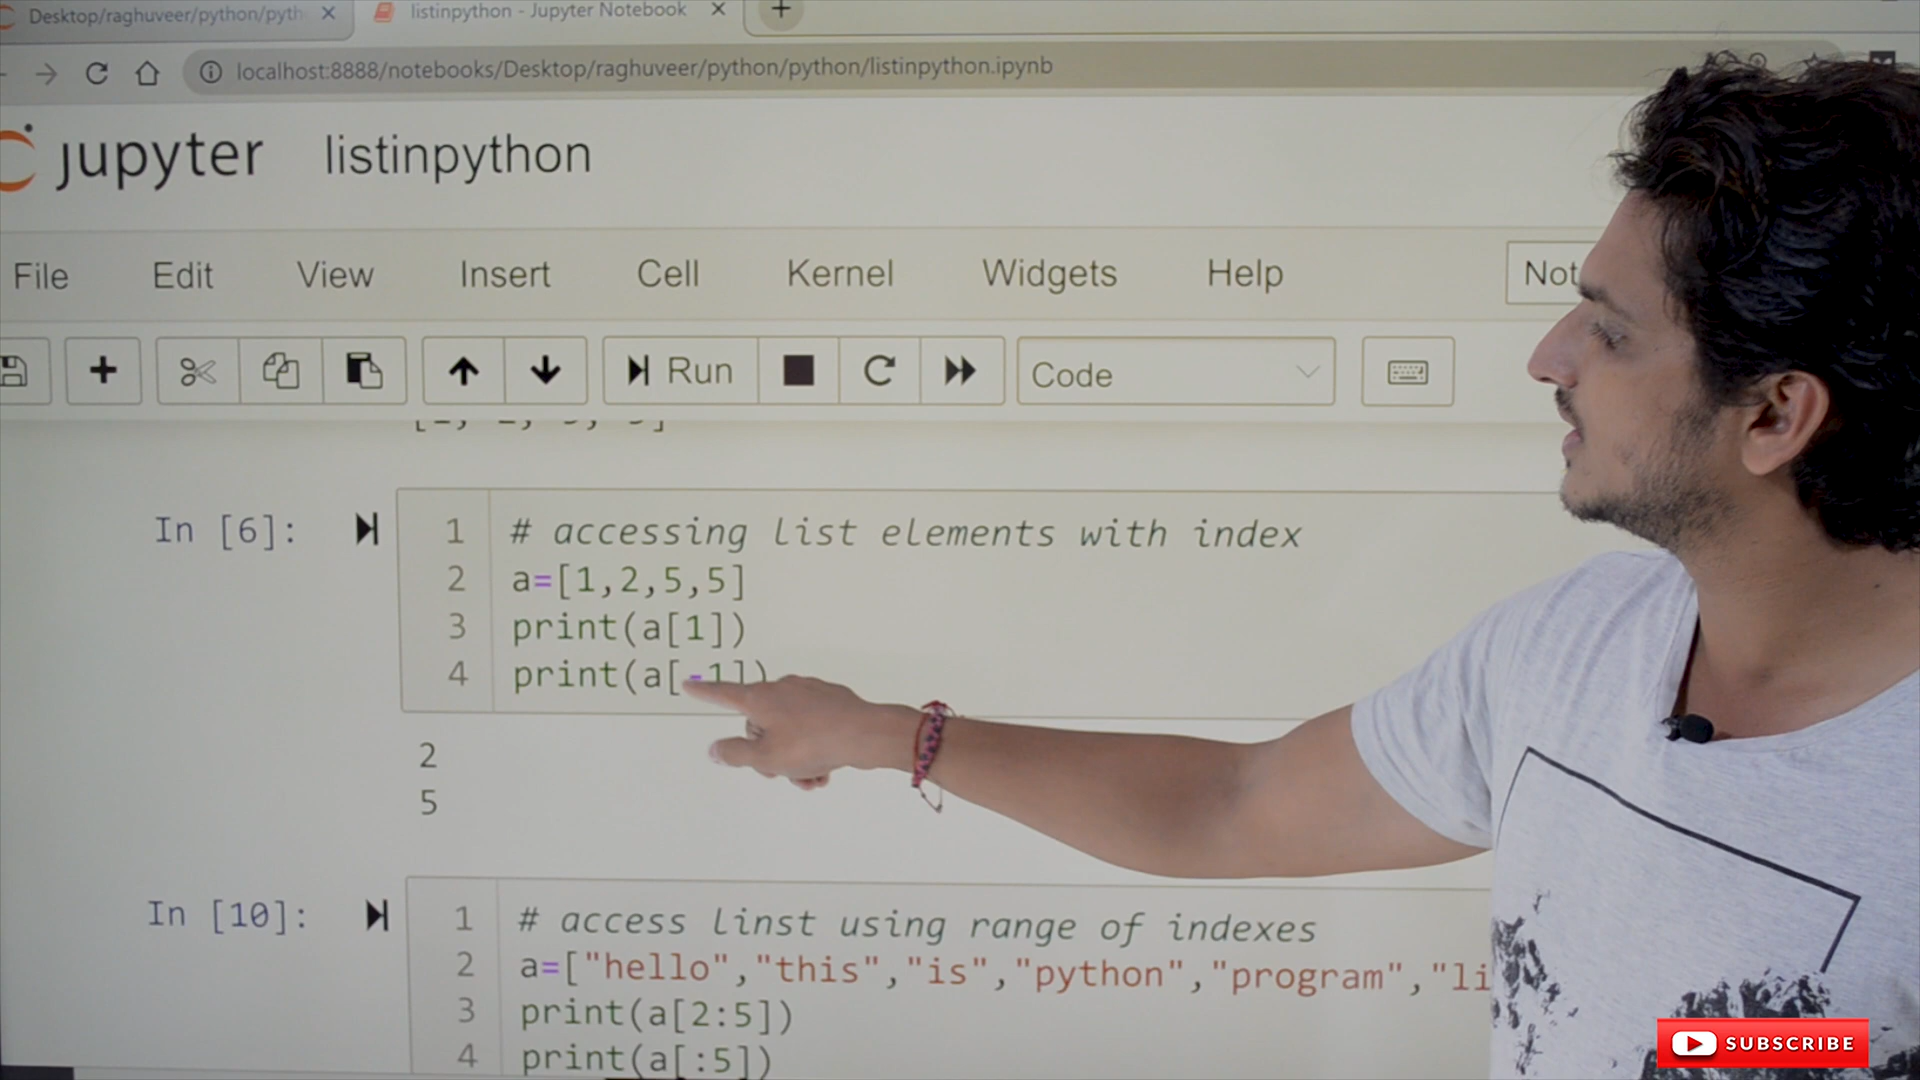 Desktop/raghuveer/python/pyth
listinpython - Jupyter Notebook
localhost:8888/notebooks/Desktop/raghuveer/python/python/listinpython.ipynb
jupyter listinpython
File Edit View Insert Cell Kernel Widgets Help Not
Run Code
In [6]:
1 # accessing list elements with index
2 a=[1,2,5,5]
3 print(a[1])
4 print(a[-1])
2
5
In [10]:
1 # access Linst using range of indexes
2 a=["hello","this","is","python","program","li
3 print(a[2:5])
4 print(a[:5])
SUBSCRIBE